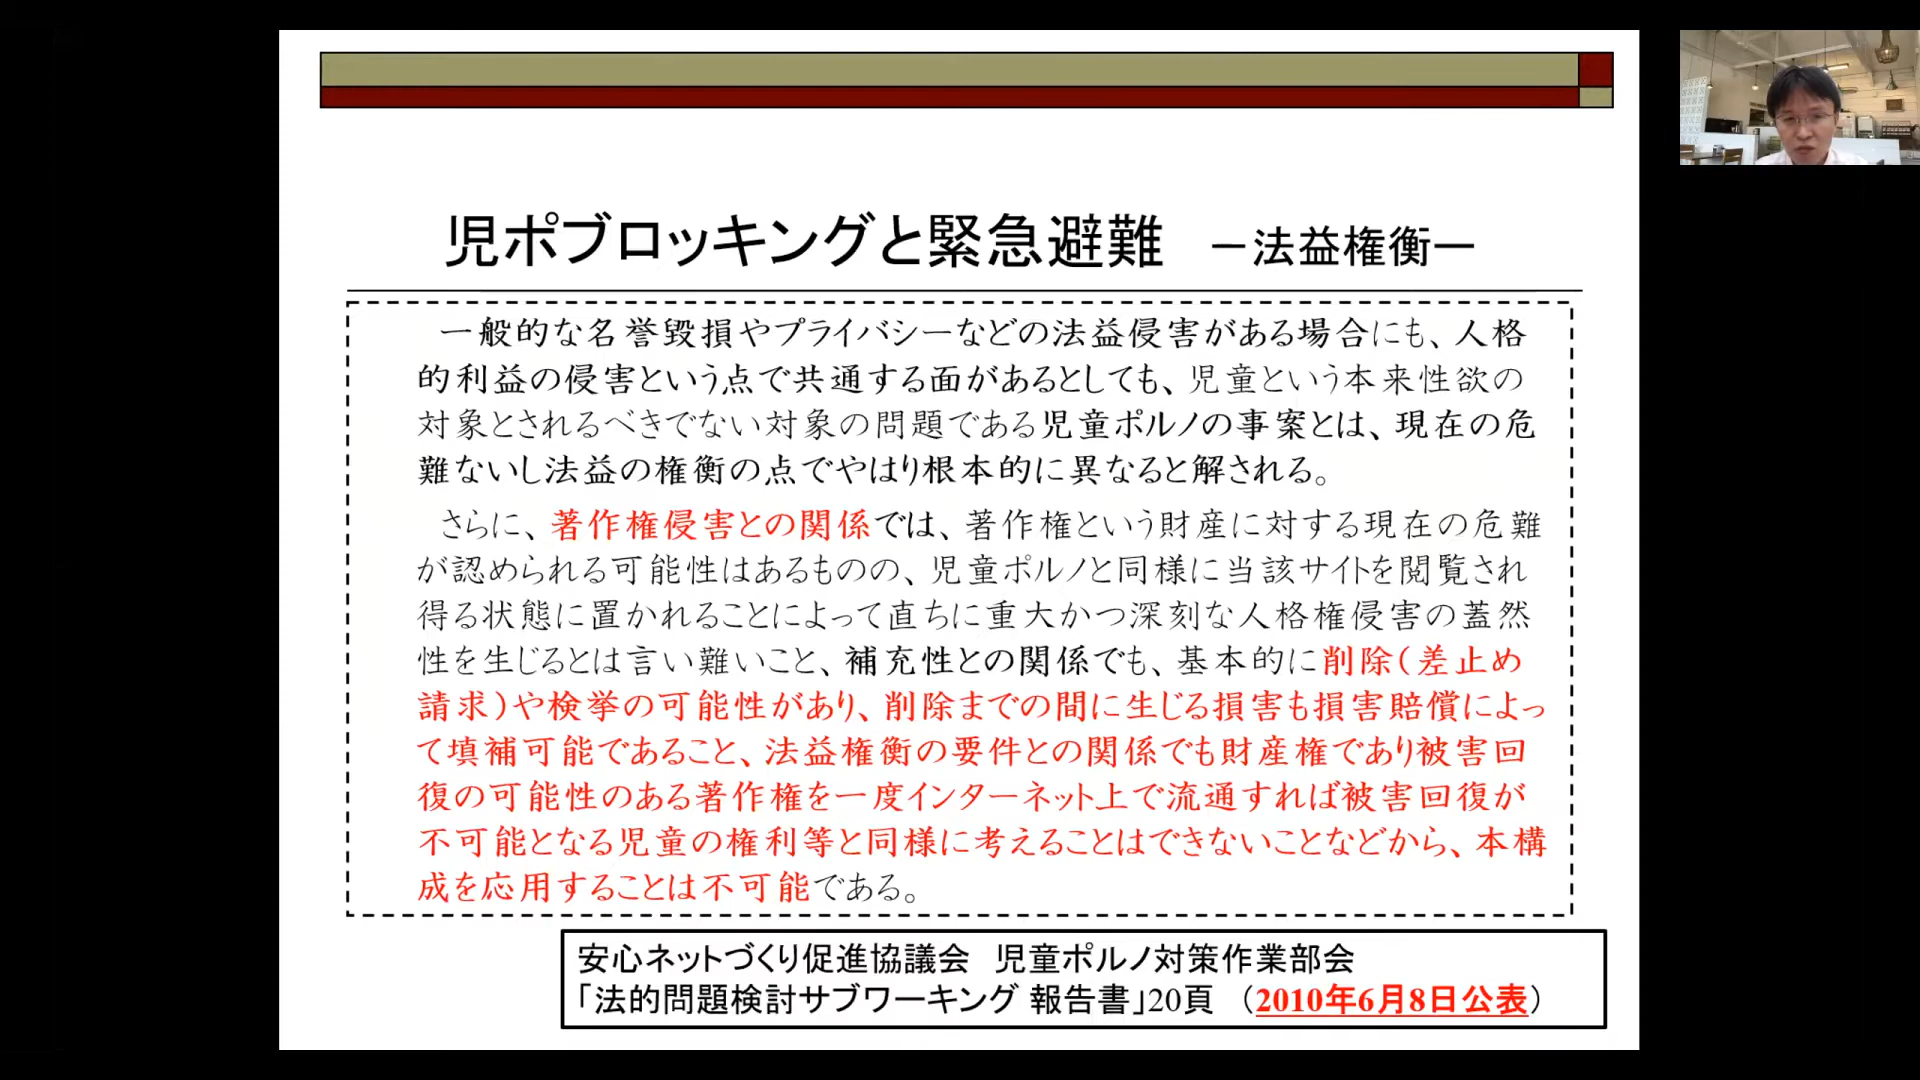 児ポブロッキングと緊急避難 －法益権衡―
一般的な名誉毀損やプライバシーなどの法益侵害がある場合にも、人格
的利益の侵害という点で共通する面があるとしても、児童という本来性欲の
対象とされるべきでない対象の問題である児童ポルノの事案とは、現在の危
難ないし法益の権衡の点でやはり根本的に異なると解される。
さらに、著作権侵害との関係では、著作権という財産に対する現在の危難
が認められる可能性はあるものの、児童ポルノと同様に当該サイトを閲覧され
得る状態に置かれることによって直ちに重大かつ深刻な人格権侵害の蓋然
性を生じるとは言い難いこと、補充性との関係でも、基本的に削除（差止め
請求）や検挙の可能性があり、削除までの間に生じる損害も損害賠償によっ
て填補可能であること、法益権衡の要件との関係でも財産権であり被害回
復の可能性のある著作権を一度インターネット上で流通すれば被害回復が
不可能となる児童の権利等と同様に考えることはできないことなどから、本構
成を応用することは不可能である。
安心ネットづくり促進協議会 児童ポルノ対策作業部会
「法的問題検討サブワーキング 報告書」20頁 （2010年6月8日公表）